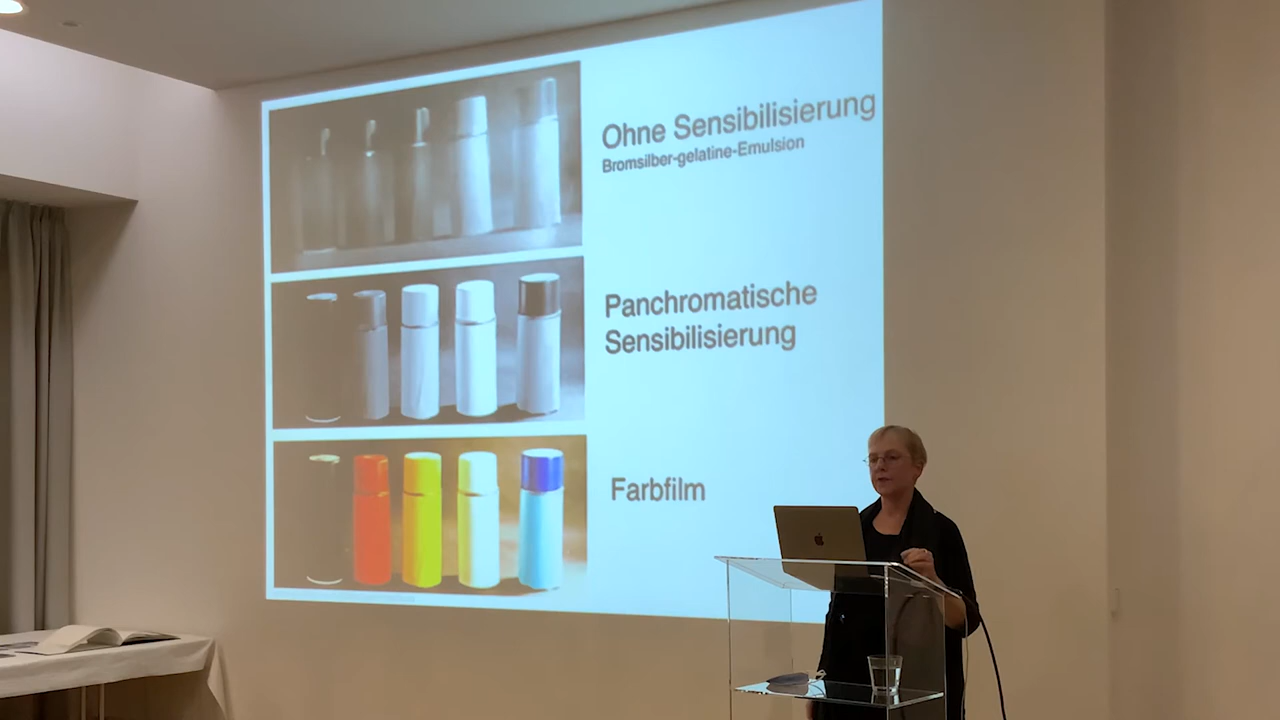 Ohne Sensibilisierung
Bromsilber-gelatine-Emulsion
Panchromatische
Sensibilisierung
Farbfilm